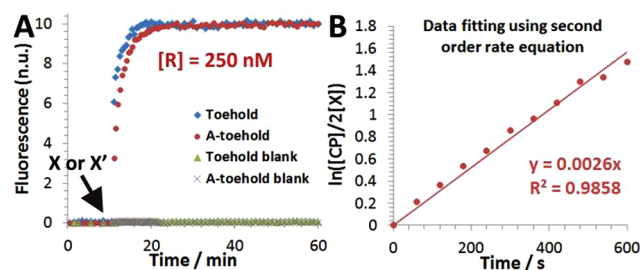 A
Fluorescence (n.u.)
10
8
6
4
2
0
[R] = 250 nM
Toehold
A-toehold
Toehold blank
A-toehold blank
X or X’
0 20 40 60
Time / min
B
Data fitting using second
order rate equation
ln([CP]/2[X])
1.8
1.6
1.4
1.2
1
0.8
0.6
0.4
0.2
0
y = 0.0026x
R² = 0.9858
0 200 400 600
Time / s